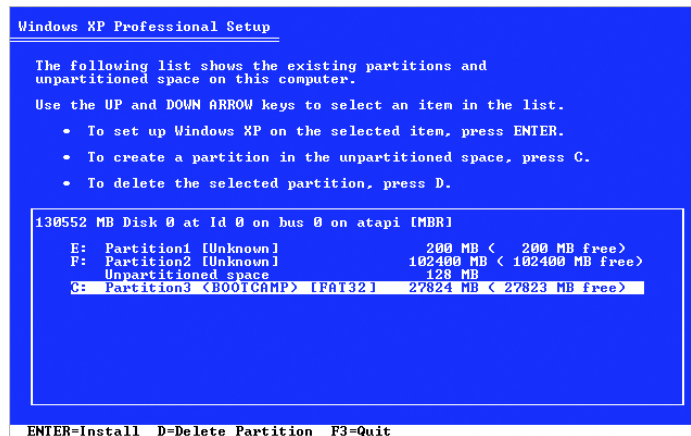 Windows XP Professional Setup
The following list shows the existing partitions and
unpartitioned space on this computer.
Use the UP and DOWN ARROW keys to select an item in the list.
• To set up Windows XP on the selected item, press ENTER.
• To create a partition in the unpartitioned space, press C.
• To delete the selected partition, press D.
130552 MB Disk 0 at Id 0 on bus 0 on atapi [MBR]
E: Partition1 [Unknown] 200 MB ( 200 MB free)
F: Partition2 [Unknown] 102400 MB ( 102400 MB free)
Unpartitioned space 128 MB
C: Partition3 (BOOTCAMP) [FAT32] 27824 MB ( 27823 MB free)
ENTER=Install D=Delete Partition F3=Quit